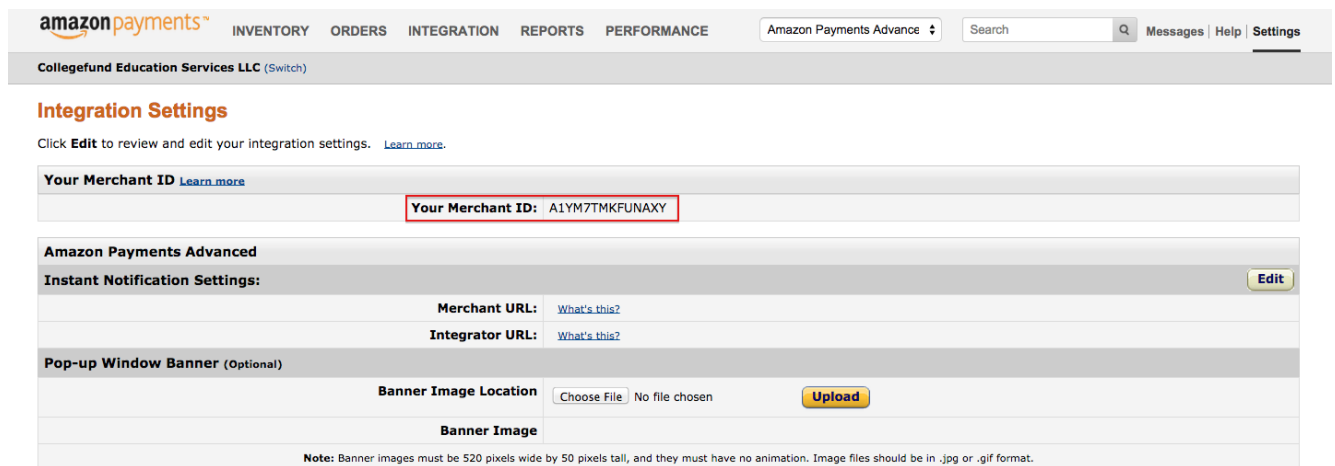 amazonpayments™ INVENTORY ORDERS INTEGRATION REPORTS PERFORMANCE Amazon Payments Advance Search Messages | Help | Settings
Collegefund Education Services LLC (Switch)
Integration Settings
Click Edit to review and edit your integration settings. Learn more.
Your Merchant ID Learn more
Your Merchant ID: A1YM7TMKFUNAXY
Amazon Payments Advanced
Instant Notification Settings: Edit
Merchant URL: What's this?
Integrator URL: What's this?
Pop-up Window Banner (Optional)
Banner Image Location Choose File No file chosen Upload
Banner Image
Note: Banner images must be 520 pixels wide by 50 pixels tall, and they must have no animation. Image files should be in .jpg or .gif format.